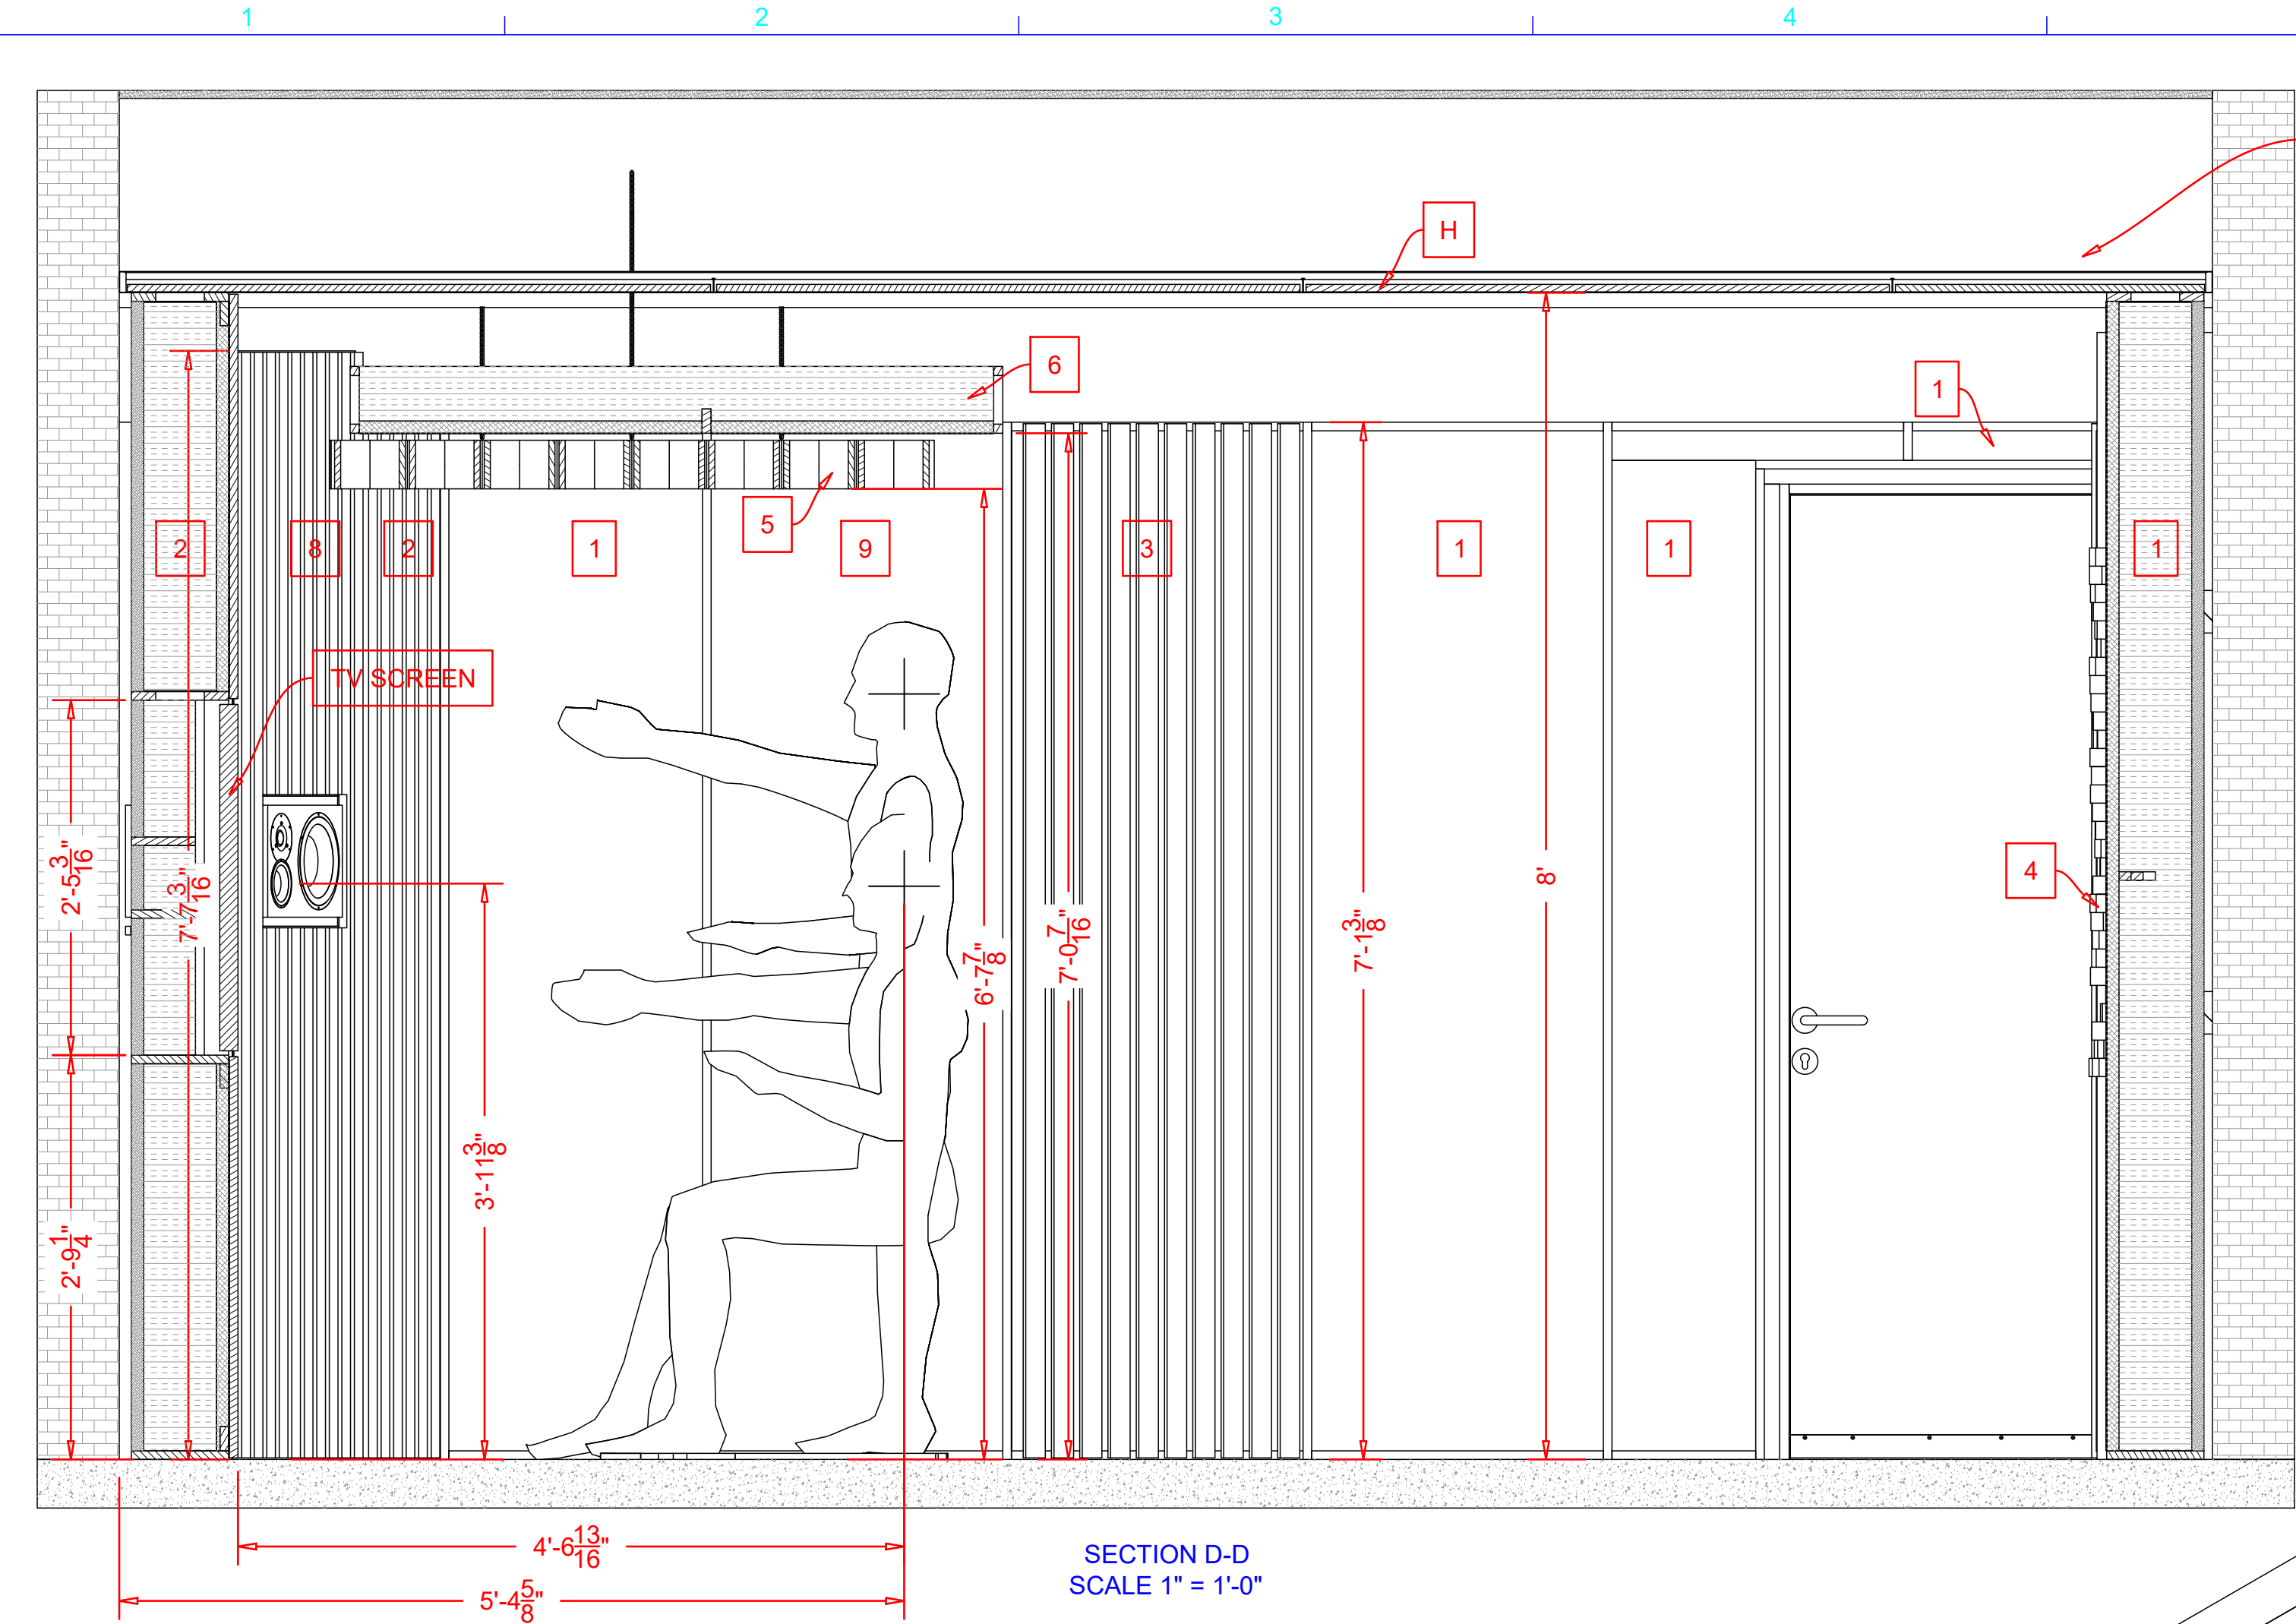 1 2 3 4
H
6
1
2 8 2 1 5 9 3 1 1 1
TV SCREEN
4
2'-5 3/16"
7'-7 3/16"
8'
7'-1 3/8"
7'-0 7/16"
6'-7 7/8"
3'-11 3/8"
2'-9 1/4"
4'-6 13/16"
5'-4 5/8"
SECTION D-D
SCALE 1" = 1'-0"